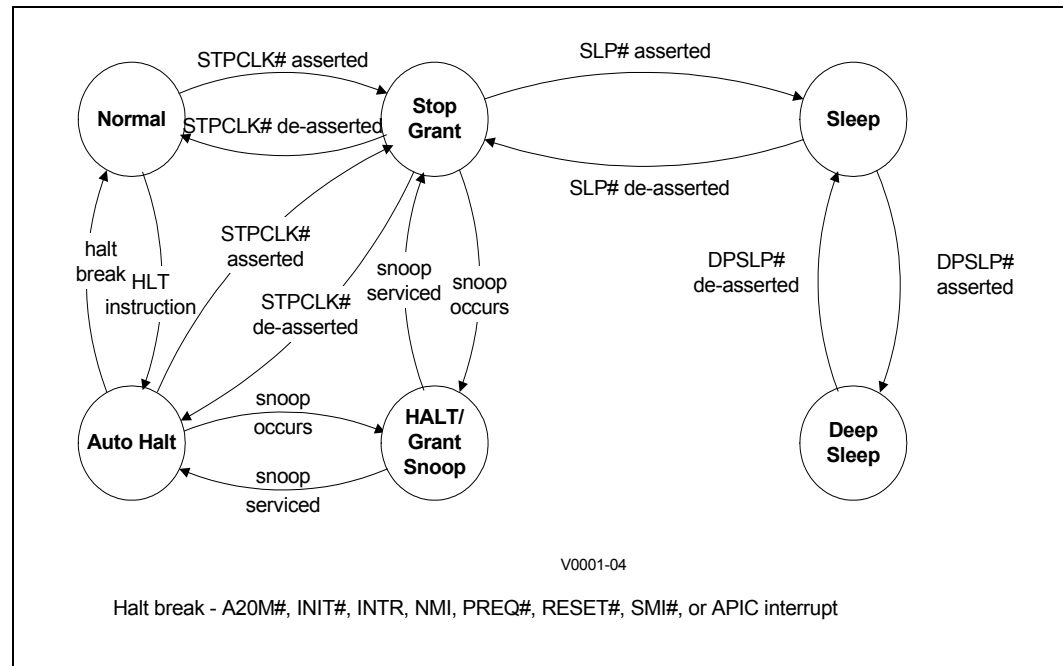 STPCLK# asserted
SLP# asserted
Normal
Stop
Grant
Sleep
STPCLK# de-asserted
SLP# de-asserted
halt
break
HLT
instruction
STPCLK#
asserted
STPCLK#
de-asserted
snoop
serviced
snoop
occurs
DPSLP#
de-asserted
DPSLP#
asserted
Auto Halt
snoop
occurs
snoop
serviced
HALT/
Grant
Snoop
Deep
Sleep
V0001-04
Halt break - A20M#, INIT#, INTR, NMI, PREQ#, RESET#, SMI#, or APIC interrupt